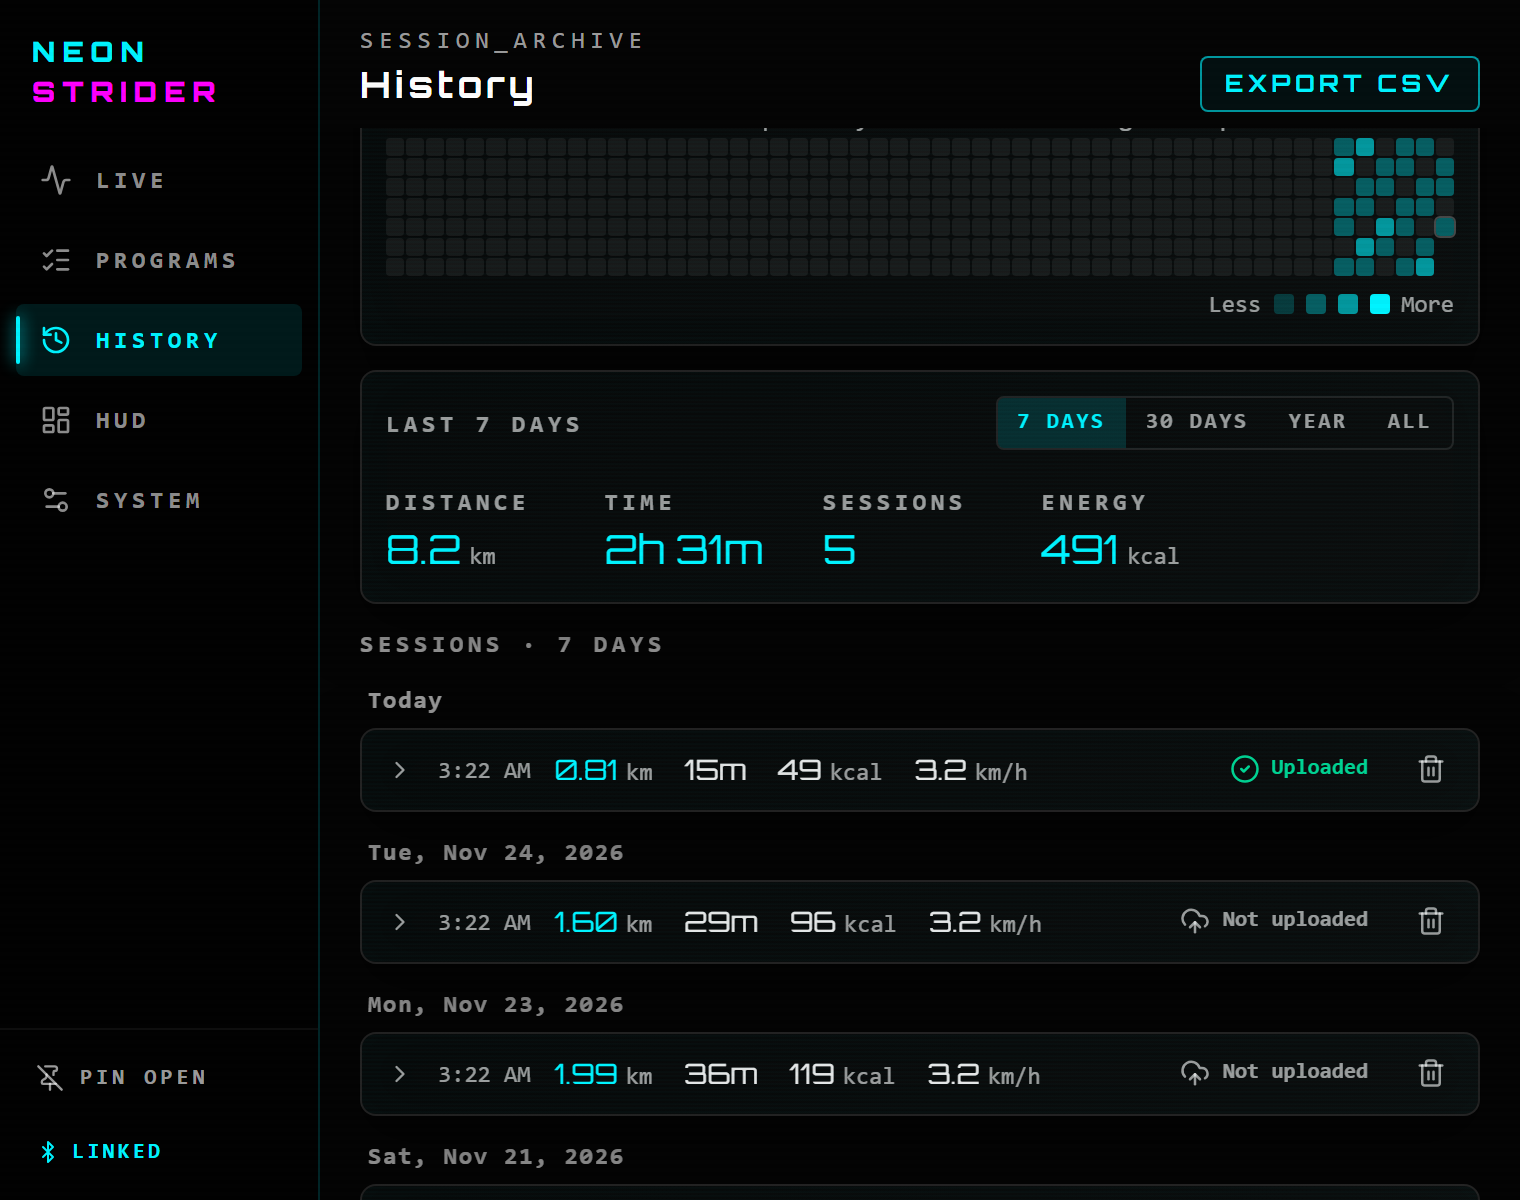 NEON
STRIDER
LIVE
PROGRAMS
HISTORY
HUD
SYSTEM
PIN OPEN
LINKED
SESSION_ARCHIVE
History
EXPORT CSV
Less More
LAST 7 DAYS
7 DAYS 30 DAYS YEAR ALL
DISTANCE TIME SESSIONS ENERGY
8.2 km 2h 31m 5 491 kcal
SESSIONS · 7 DAYS
Today
3:22 AM 0.81 km 15m 49 kcal 3.2 km/h Uploaded
Tue, Nov 24, 2026
3:22 AM 1.60 km 29m 96 kcal 3.2 km/h Not uploaded
Mon, Nov 23, 2026
3:22 AM 1.99 km 36m 119 kcal 3.2 km/h Not uploaded
Sat, Nov 21, 2026